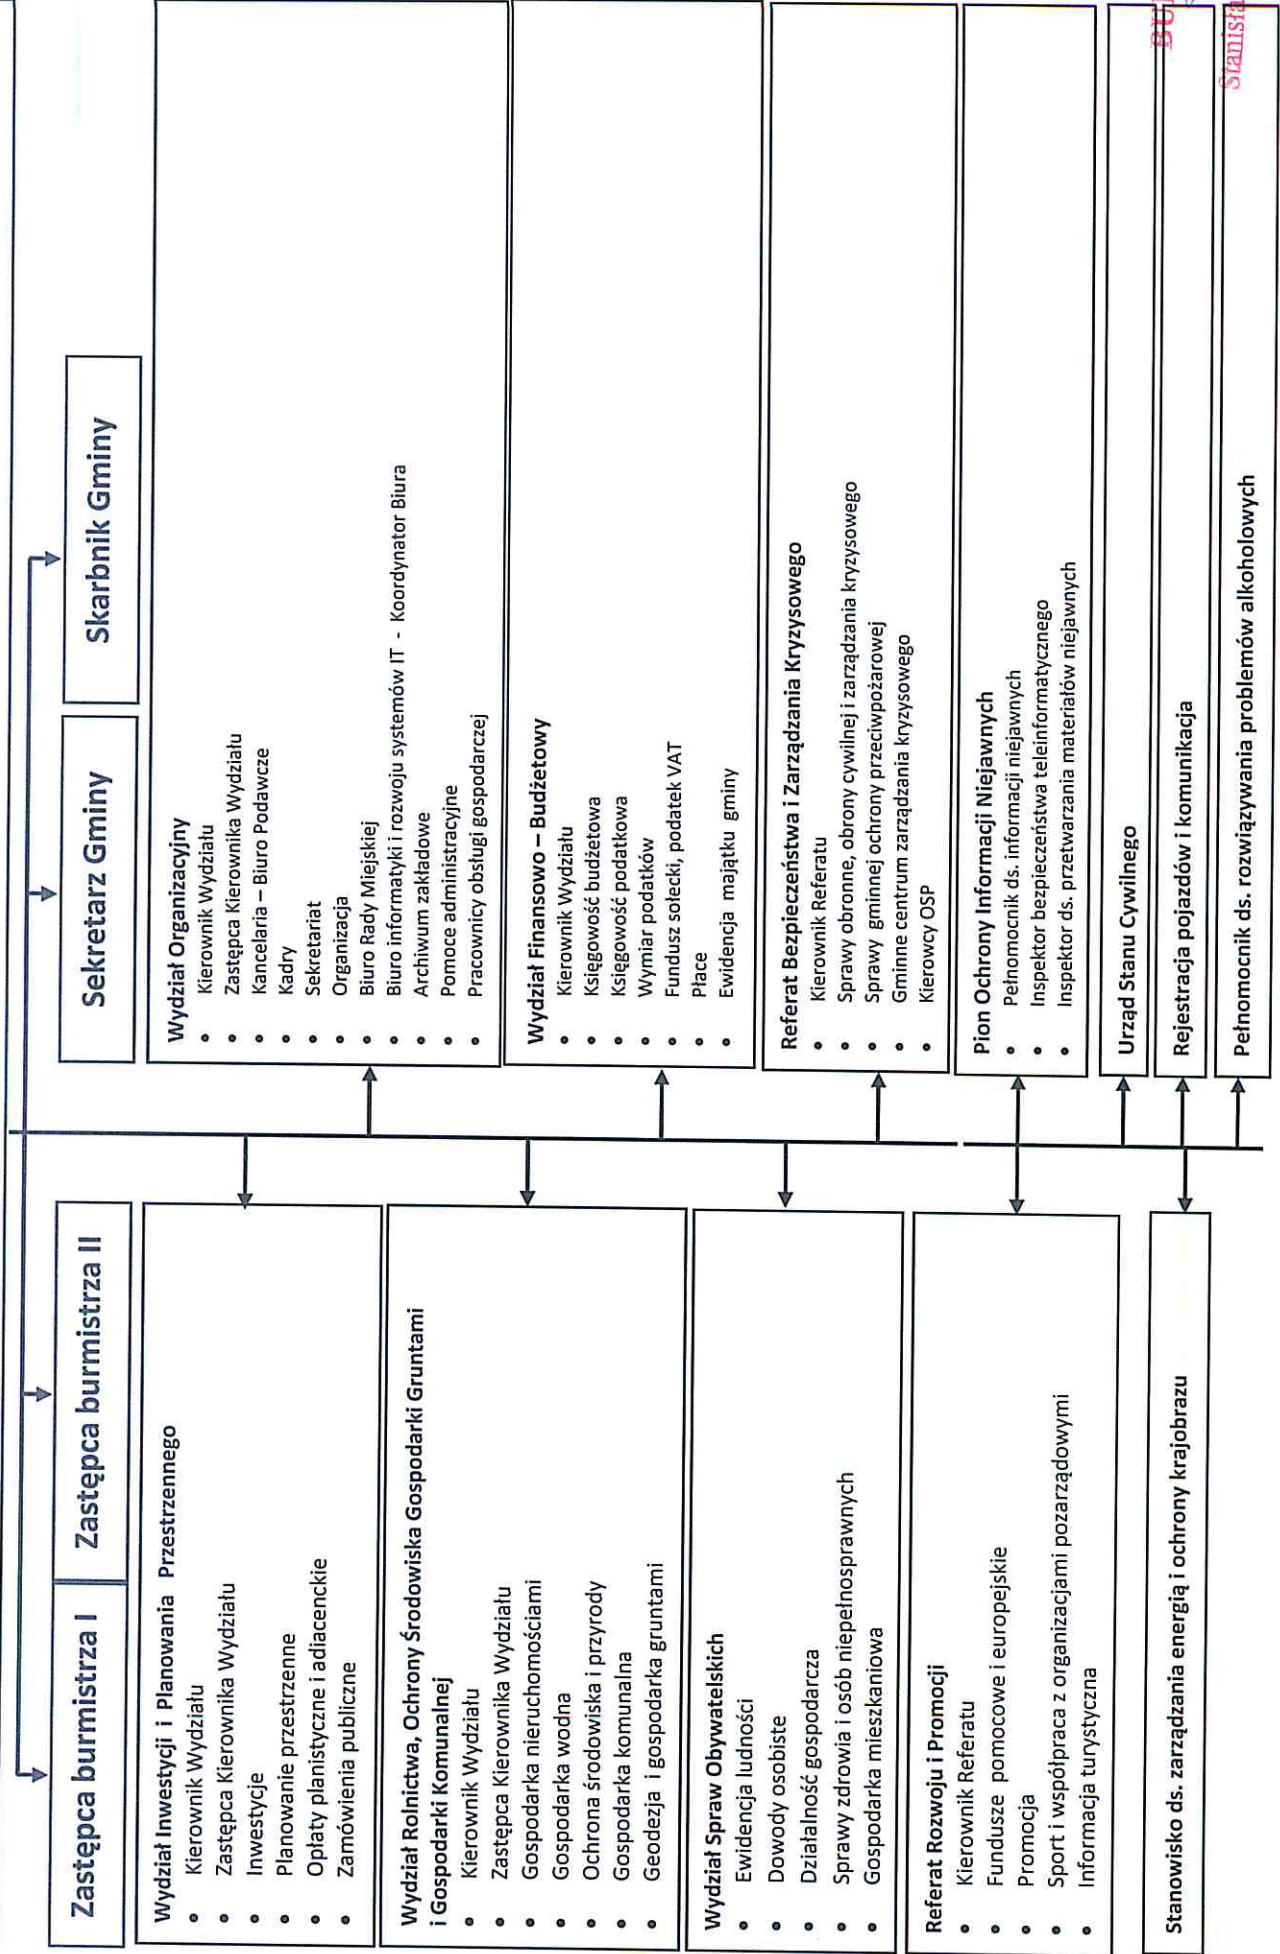 Zastępca burmistrza I
Zastępca burmistrza II
Sekretarz Gminy
Skarbnik Gminy
Wydział Inwestycji i Planowania Przestrzennego
• Kierownik Wydziału
• Zastępca Kierownika Wydziału
• Inwestycje
• Planowanie przestrzenne
• Opłaty planistyczne i adiacenckie
• Zamówienia publiczne
Wydział Rolnictwa, Ochrony Środowiska Gospodarki Gruntami
i Gospodarki Komunalnej
• Kierownik Wydziału
• Zastępca Kierownika Wydziału
• Gospodarka nieruchomościami
• Gospodarka wodna
• Ochrona środowiska i przyrody
• Gospodarka komunalna
• Geodezja i gospodarka gruntami
Wydział Spraw Obywatelskich
• Ewidencja ludności
• Dowody osobiste
• Działalność gospodarcza
• Sprawy zdrowia i osób niepełnosprawnych
• Gospodarka mieszkaniowa
Referat Rozwoju i Promocji
• Kierownik Referatu
• Fundusze pomocowe i europejskie
• Promocja
• Sport i współpraca z organizacjami pozarządowymi
• Informacja turystyczna
Stanowisko ds. zarządzania energią i ochrony krajobrazu
Wydział Organizacyjny
• Kierownik Wydziału
• Zastępca Kierownika Wydziału
• Kancelaria – Biuro Podawcze
• Kadry
• Sekretariat
• Organizacja
• Biuro Rady Miejskiej
• Biuro informatyki i rozwoju systemów IT - Koordynator Biura
• Archiwum zakładowe
• Pomoce administracyjne
• Pracownicy obsługi gospodarczej
Wydział Finansowo – Budżetowy
• Kierownik Wydziału
• Księgowość budżetowa
• Księgowość podatkowa
• Wymiar podatków
• Fundusz sołecki, podatek VAT
• Płace
• Ewidencja majątku gminy
Referat Bezpieczeństwa i Zarządzania Kryzysowego
• Kierownik Referatu
• Sprawy obronne, obrony cywilnej i zarządzania kryzysowego
• Sprawy gminnej ochrony przeciwpożarowej
• Gminne centrum zarządzania kryzysowego
• Kierowcy OSP
Pion Ochrony Informacji Niejawnych
• Pełnomocnik ds. informacji niejawnych
• Inspektor bezpieczeństwa teleinformatycznego
• Inspektor ds. przetwarzania materiałów niejawnych
Urząd Stanu Cywilnego
Rejestracja pojazdów i komunikacja
Pełnomocnik ds. rozwiązywania problemów alkoholowych
Stanisła